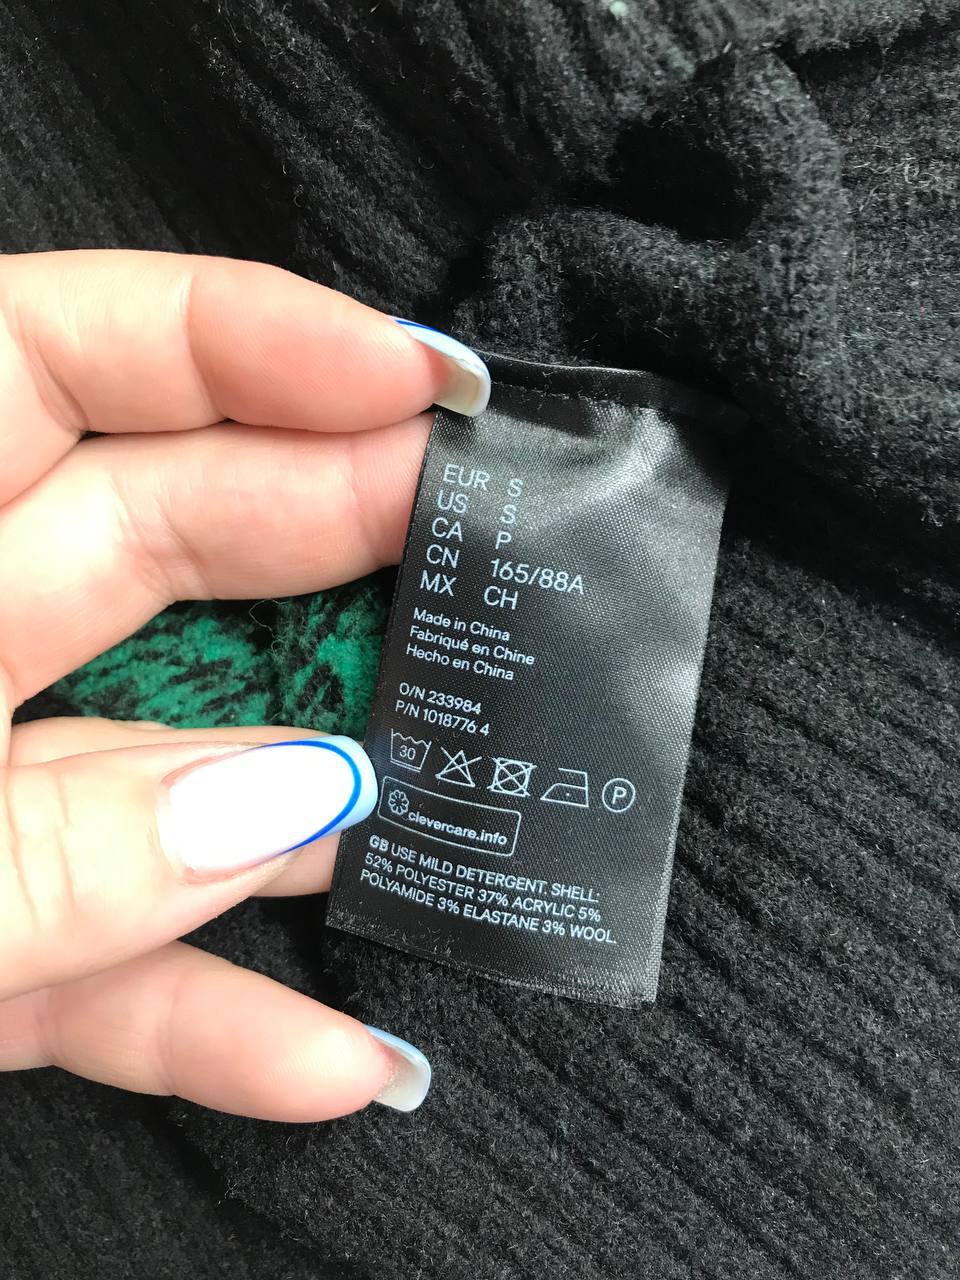 EUR S
US S
CA P
CN 165/88A
MX CH
Made in China
Fabriqué en Chine
Hecho en China
O/N 233984
P/N 1018776 4
30 P
clevercare.info
GB USE MILD DETERGENT. SHELL:
52% POLYESTER 37% ACRYLIC 5%
POLYAMIDE 3% ELASTANE 3% WOOL.